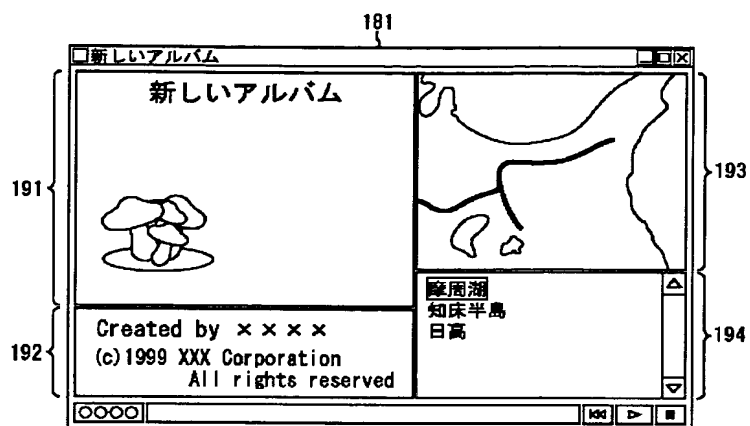 181
新しいアルバム
新しいアルバム
191
193
摩周湖
知床半島
日高
194
192
Created by ××××
(c)1999 XXX Corporation
All rights reserved
○○○○